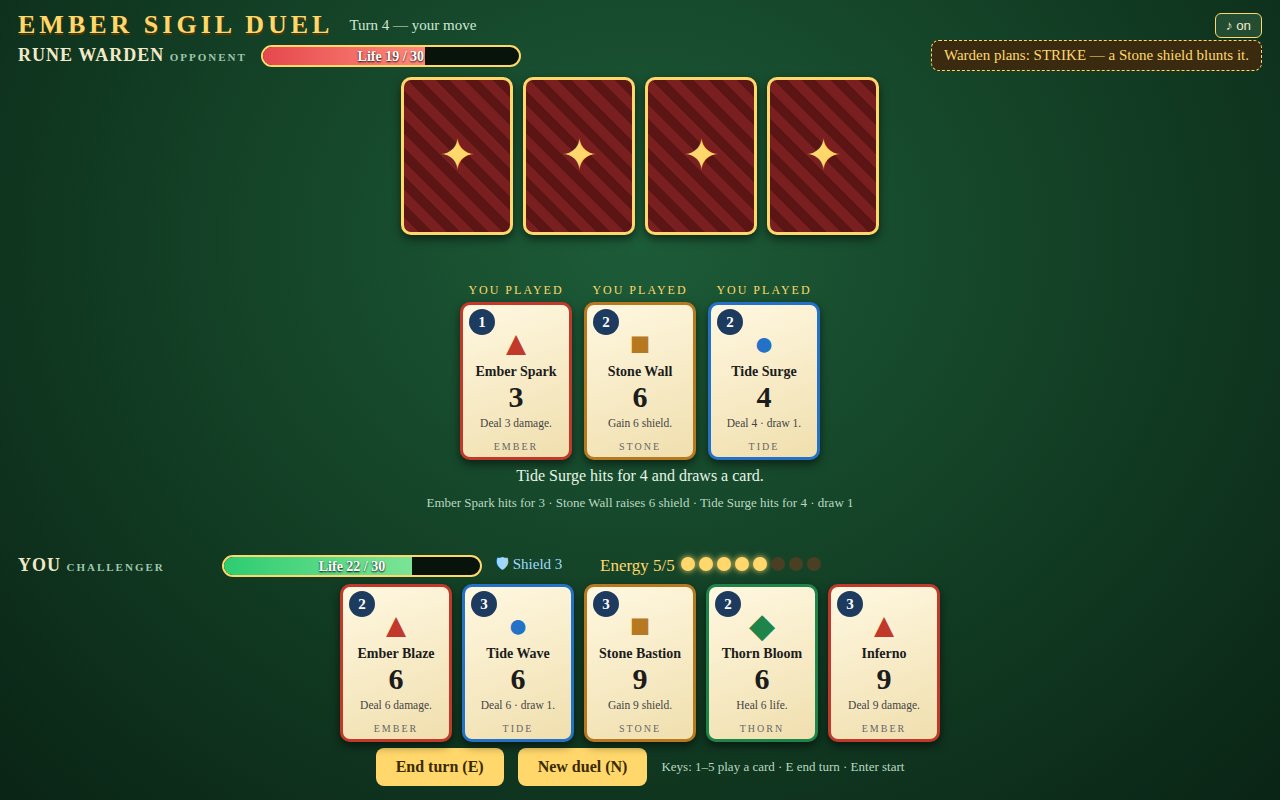 EMBER SIGIL DUEL
Turn 4 — your move
♪ on
RUNE WARDEN OPPONENT
Life 19 / 30
Warden plans: STRIKE — a Stone shield blunts it.
YOU PLAYED
YOU PLAYED
YOU PLAYED
1
Ember Spark
3
Deal 3 damage.
EMBER
2
Stone Wall
6
Gain 6 shield.
STONE
2
Tide Surge
4
Deal 4 · draw 1.
TIDE
Tide Surge hits for 4 and draws a card.
Ember Spark hits for 3 · Stone Wall raises 6 shield · Tide Surge hits for 4 · draw 1
YOU CHALLENGER
Life 22 / 30
Shield 3
Energy 5/5
2
Ember Blaze
6
Deal 6 damage.
EMBER
3
Tide Wave
6
Deal 6 · draw 1.
TIDE
3
Stone Bastion
9
Gain 9 shield.
STONE
2
Thorn Bloom
6
Heal 6 life.
THORN
3
Inferno
9
Deal 9 damage.
EMBER
End turn (E)
New duel (N)
Keys: 1–5 play a card · E end turn · Enter start